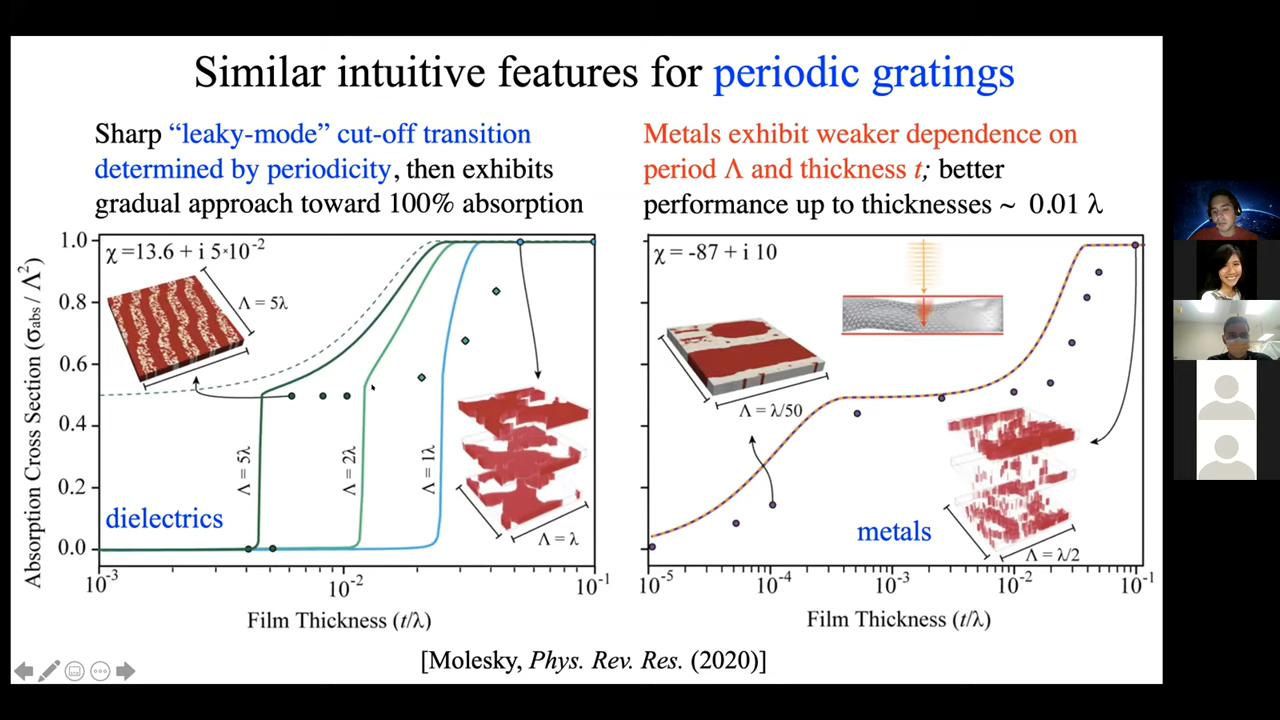 Similar intuitive features for periodic gratings
Sharp “leaky-mode” cut-off transition
determined by periodicity, then exhibits
gradual approach toward 100% absorption
Metals exhibit weaker dependence on
period Λ and thickness t; better
performance up to thicknesses ~ 0.01 λ
Absorption Cross Section (σabs / Λ²)
1.0
0.8
0.6
0.4
0.2
0.0
χ =13.6 + i 5*10⁻²
Λ = 5λ
Λ = 5λ
Λ = 2λ
Λ = 1λ
Λ = λ
dielectrics
10⁻³
10⁻²
10⁻¹
Film Thickness (t/λ)
χ = -87 + i 10
Λ = λ/50
Λ = λ/2
metals
10⁻⁵
10⁻⁴
10⁻³
10⁻²
10⁻¹
Film Thickness (t/λ)
[Molesky, Phys. Rev. Res. (2020)]